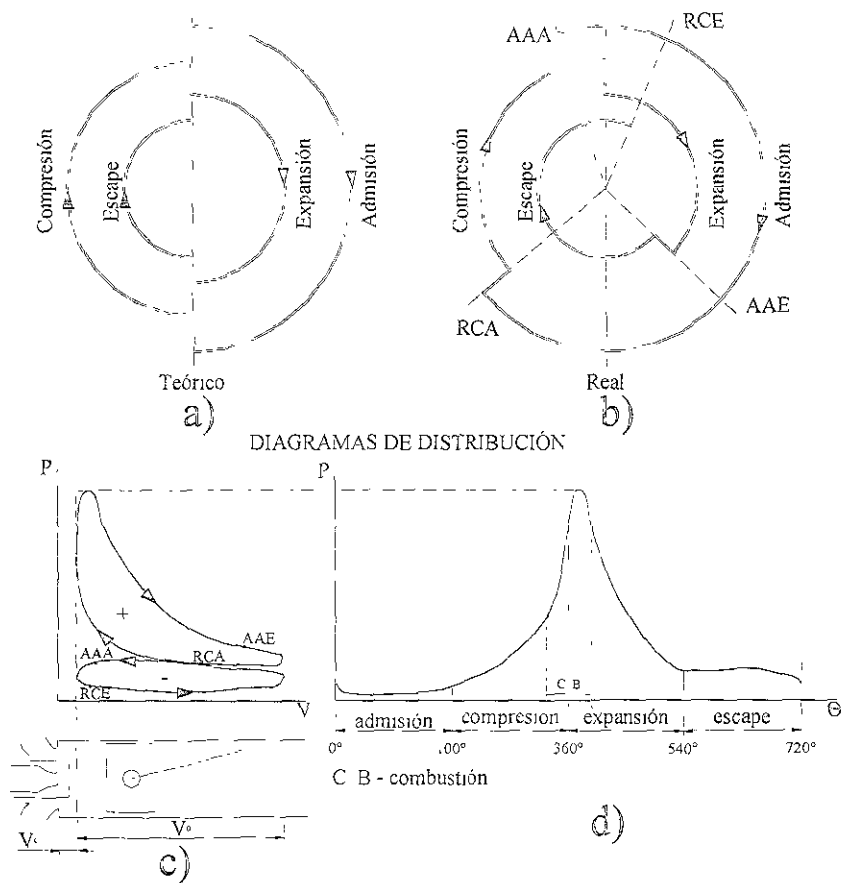 Compresión
Escape
Expansión
Admisión
Teórico
a)
AAA
RCE
Compresión
Escape
Expansión
Admisión
RCA
AAE
Real
b)
DIAGRAMAS DE DISTRIBUCIÓN
P
+
AAE
AAA
RCA
-
RCE
V
c)
P
C B
admisión compresion expansión escape
Θ
0° 100° 360° 540° 720°
C B - combustión
d)